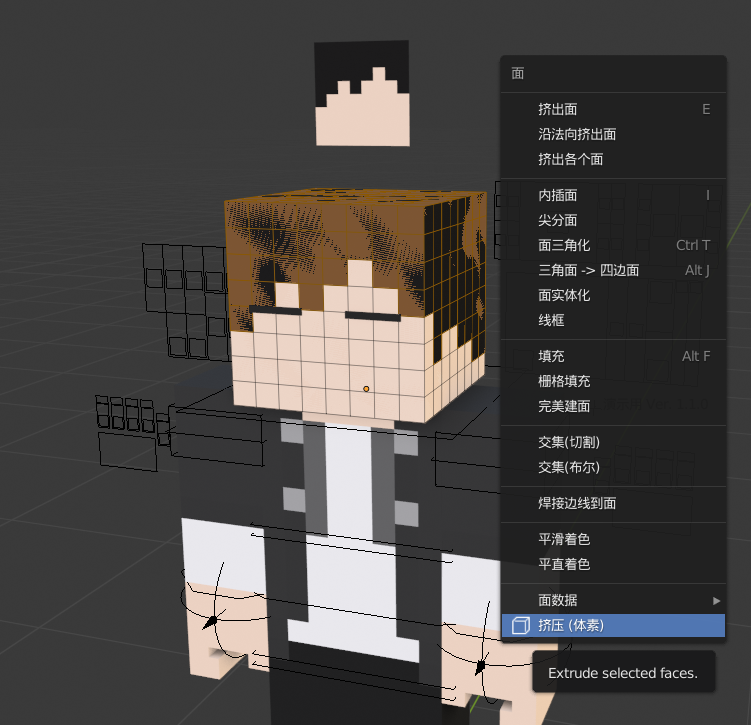 面
挤出面 E
沿法向挤出面
挤出各个面
内插面 I
尖分面
面三角化 Ctrl T
三角面 -> 四边面 Alt J
面实体化
线框
填充 Alt F
栅格填充
完美建面
交集(切割)
交集(布尔)
焊接边线到面
平滑着色
平直着色
面数据
挤压 (体素)
Extrude selected faces.